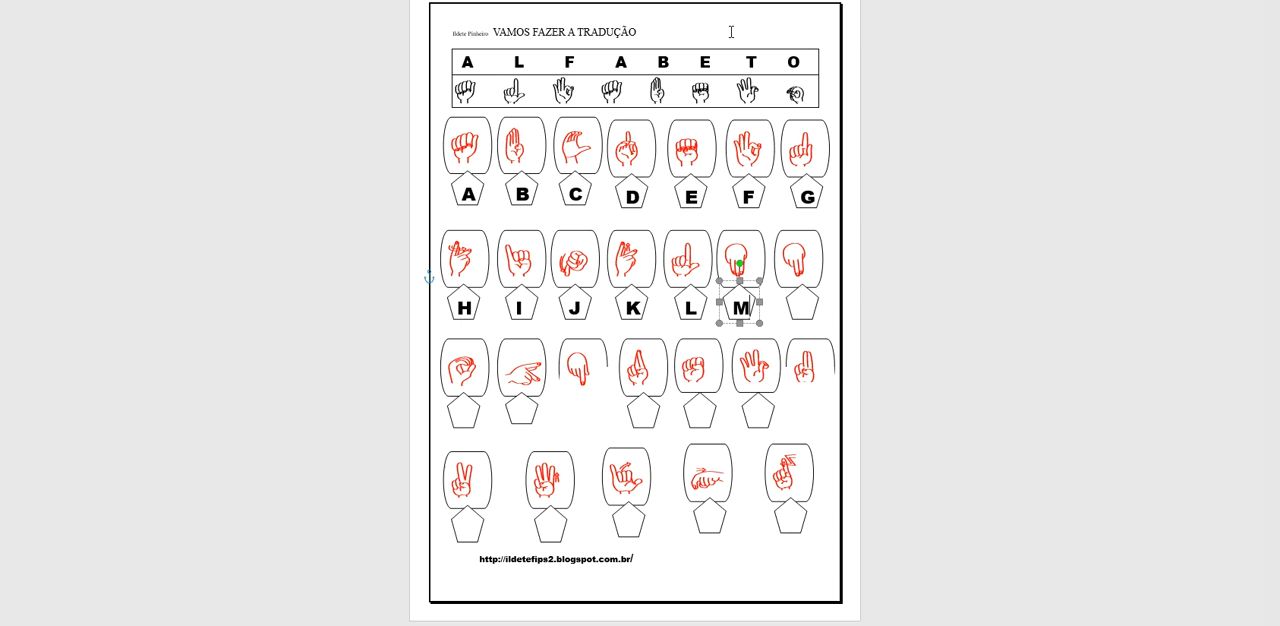 Ildete Pinheiro VAMOS FAZER A TRADUÇÃO
A L F A B E T O
A B C D E F G
H I J K L M
http://ildetefips2.blogspot.com.br/